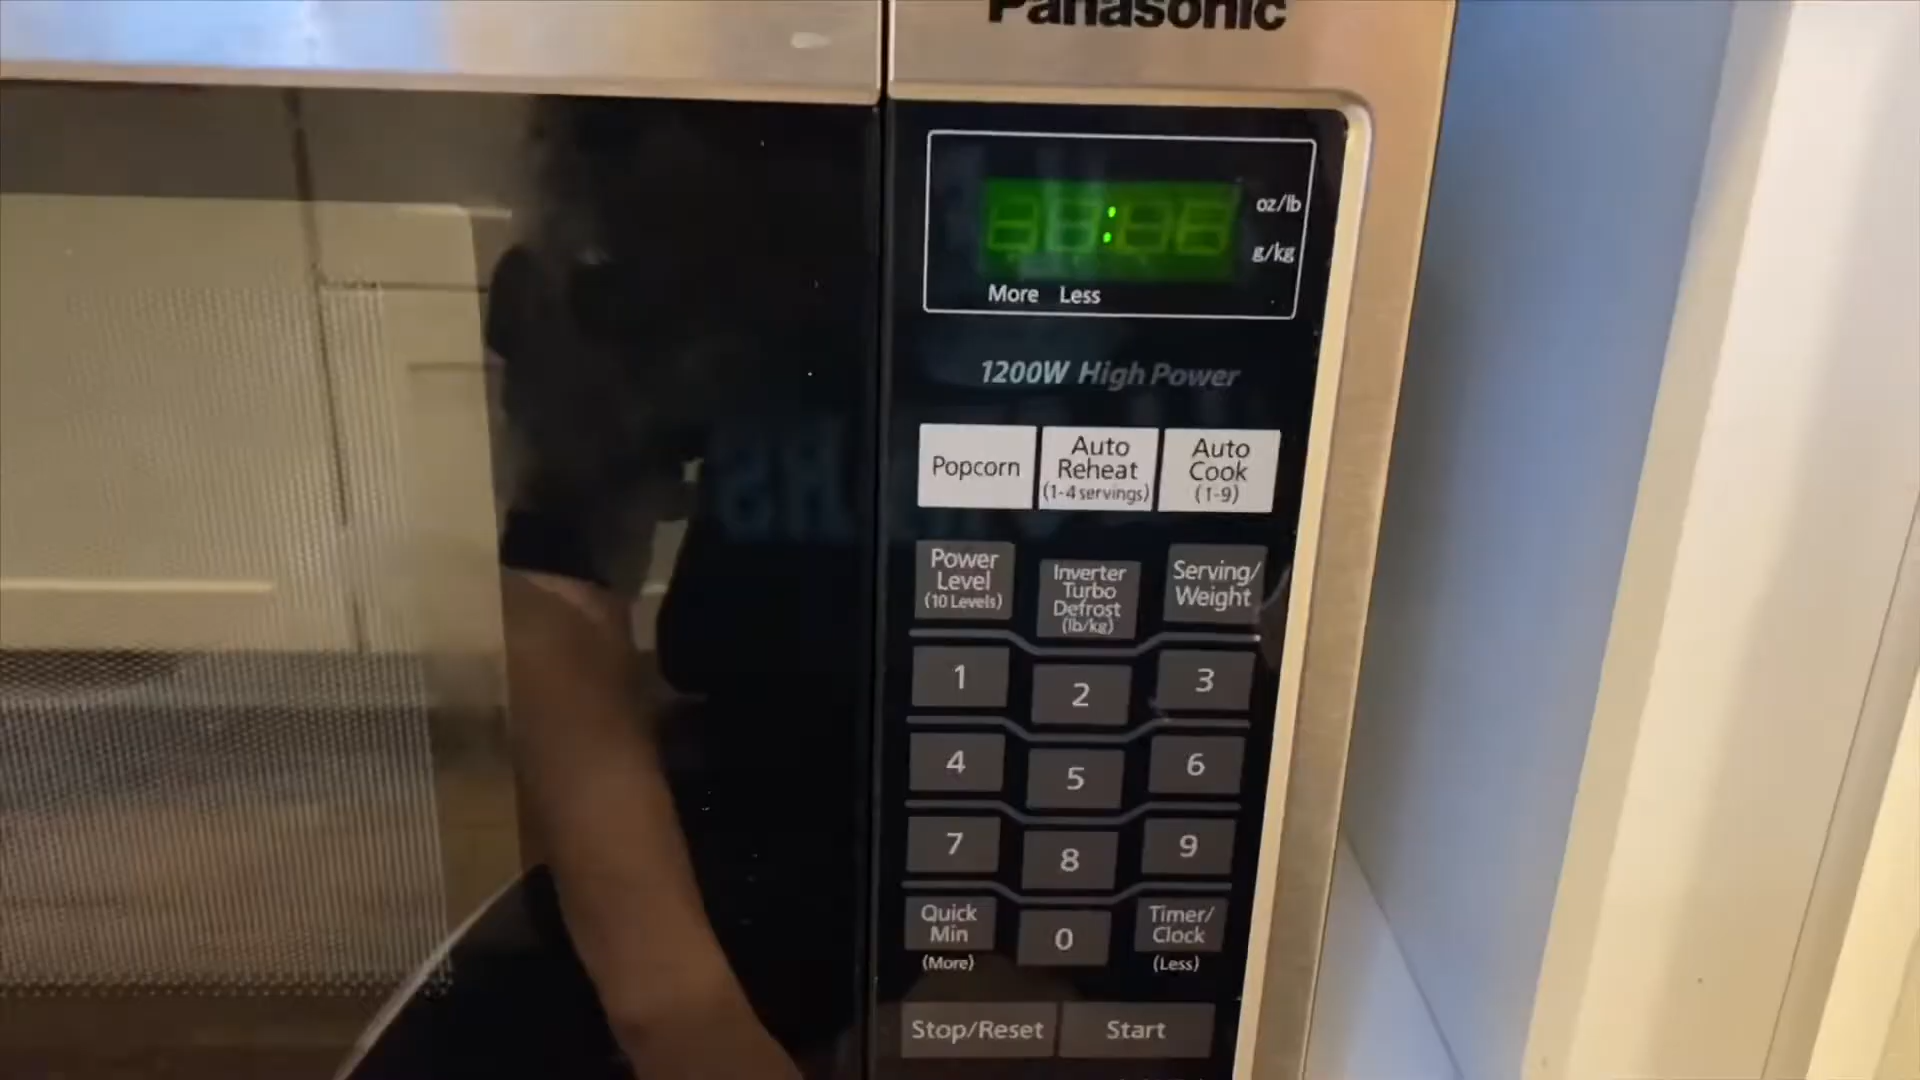 Panasonic
:
oz/lb
g/kg
More Less
1200W High Power
Popcorn
Auto
Reheat
(1-4 servings)
Auto
Cook
(1-9)
Power
Level
(10 Levels)
Inverter
Turbo
Defrost
(lb/kg)
Serving/
Weight
1
2
3
4
5
6
7
8
9
Quick
Min
(More)
0
Timer/
Clock
(Less)
Stop/Reset
Start